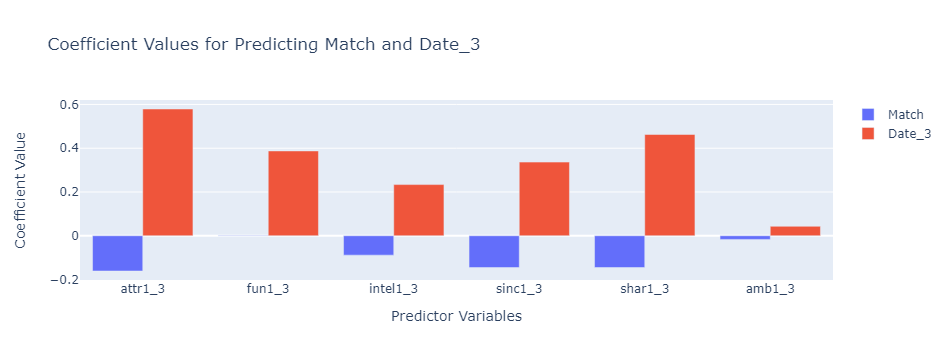 Coefficient Values for Predicting Match and Date_3
Match
Date_3
Coefficient Value
0.6
0.4
0.2
0
−0.2
attr1_3 fun1_3 intel1_3 sinc1_3 shar1_3 amb1_3
Predictor Variables